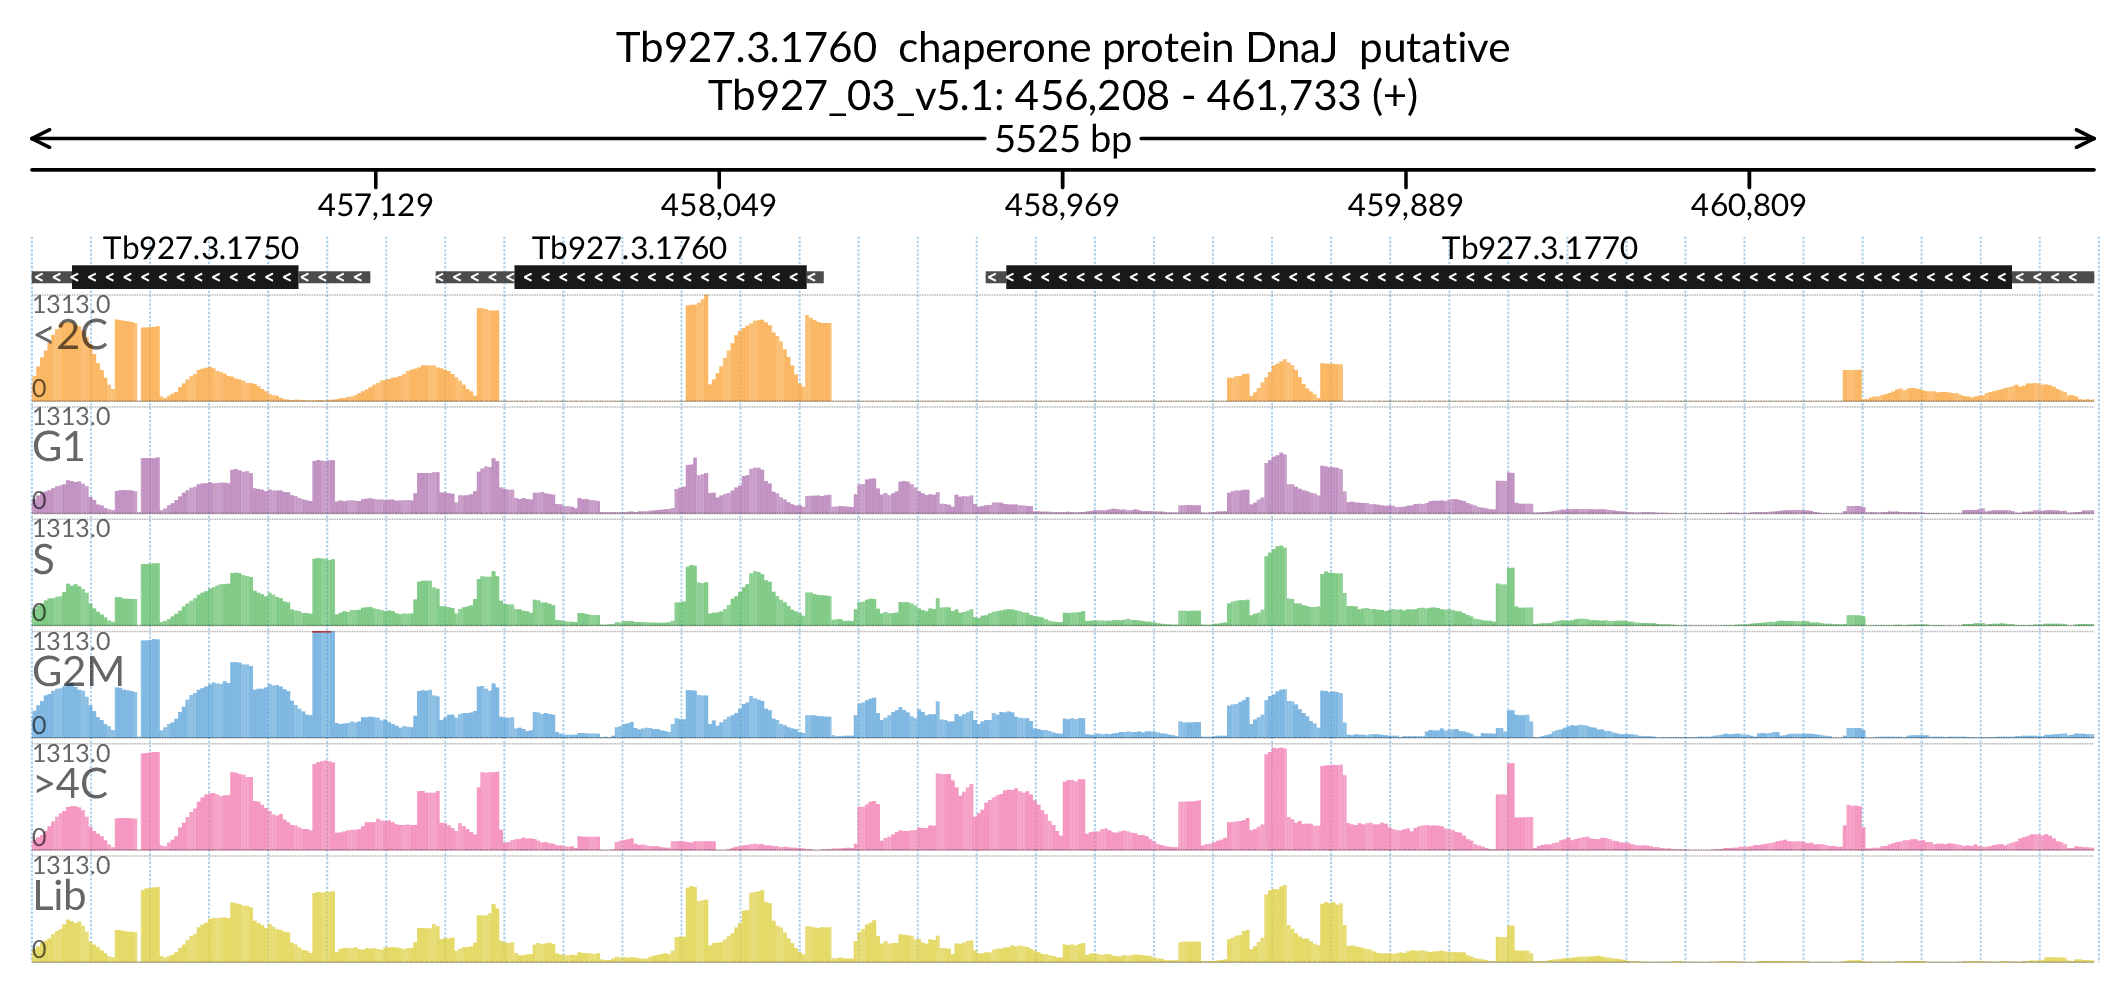 Tb927.3.1760 chaperone protein DnaJ putative
Tb927_03_v5.1: 456,208 - 461,733 (+)
5525 bp
457,129 458,049 458,969 459,889 460,809
Tb927.3.1750 Tb927.3.1760 Tb927.3.1770
1313.0
<2C
0
1313.0
G1
0
1313.0
S
0
1313.0
G2M
0
1313.0
>4C
0
1313.0
Lib
0